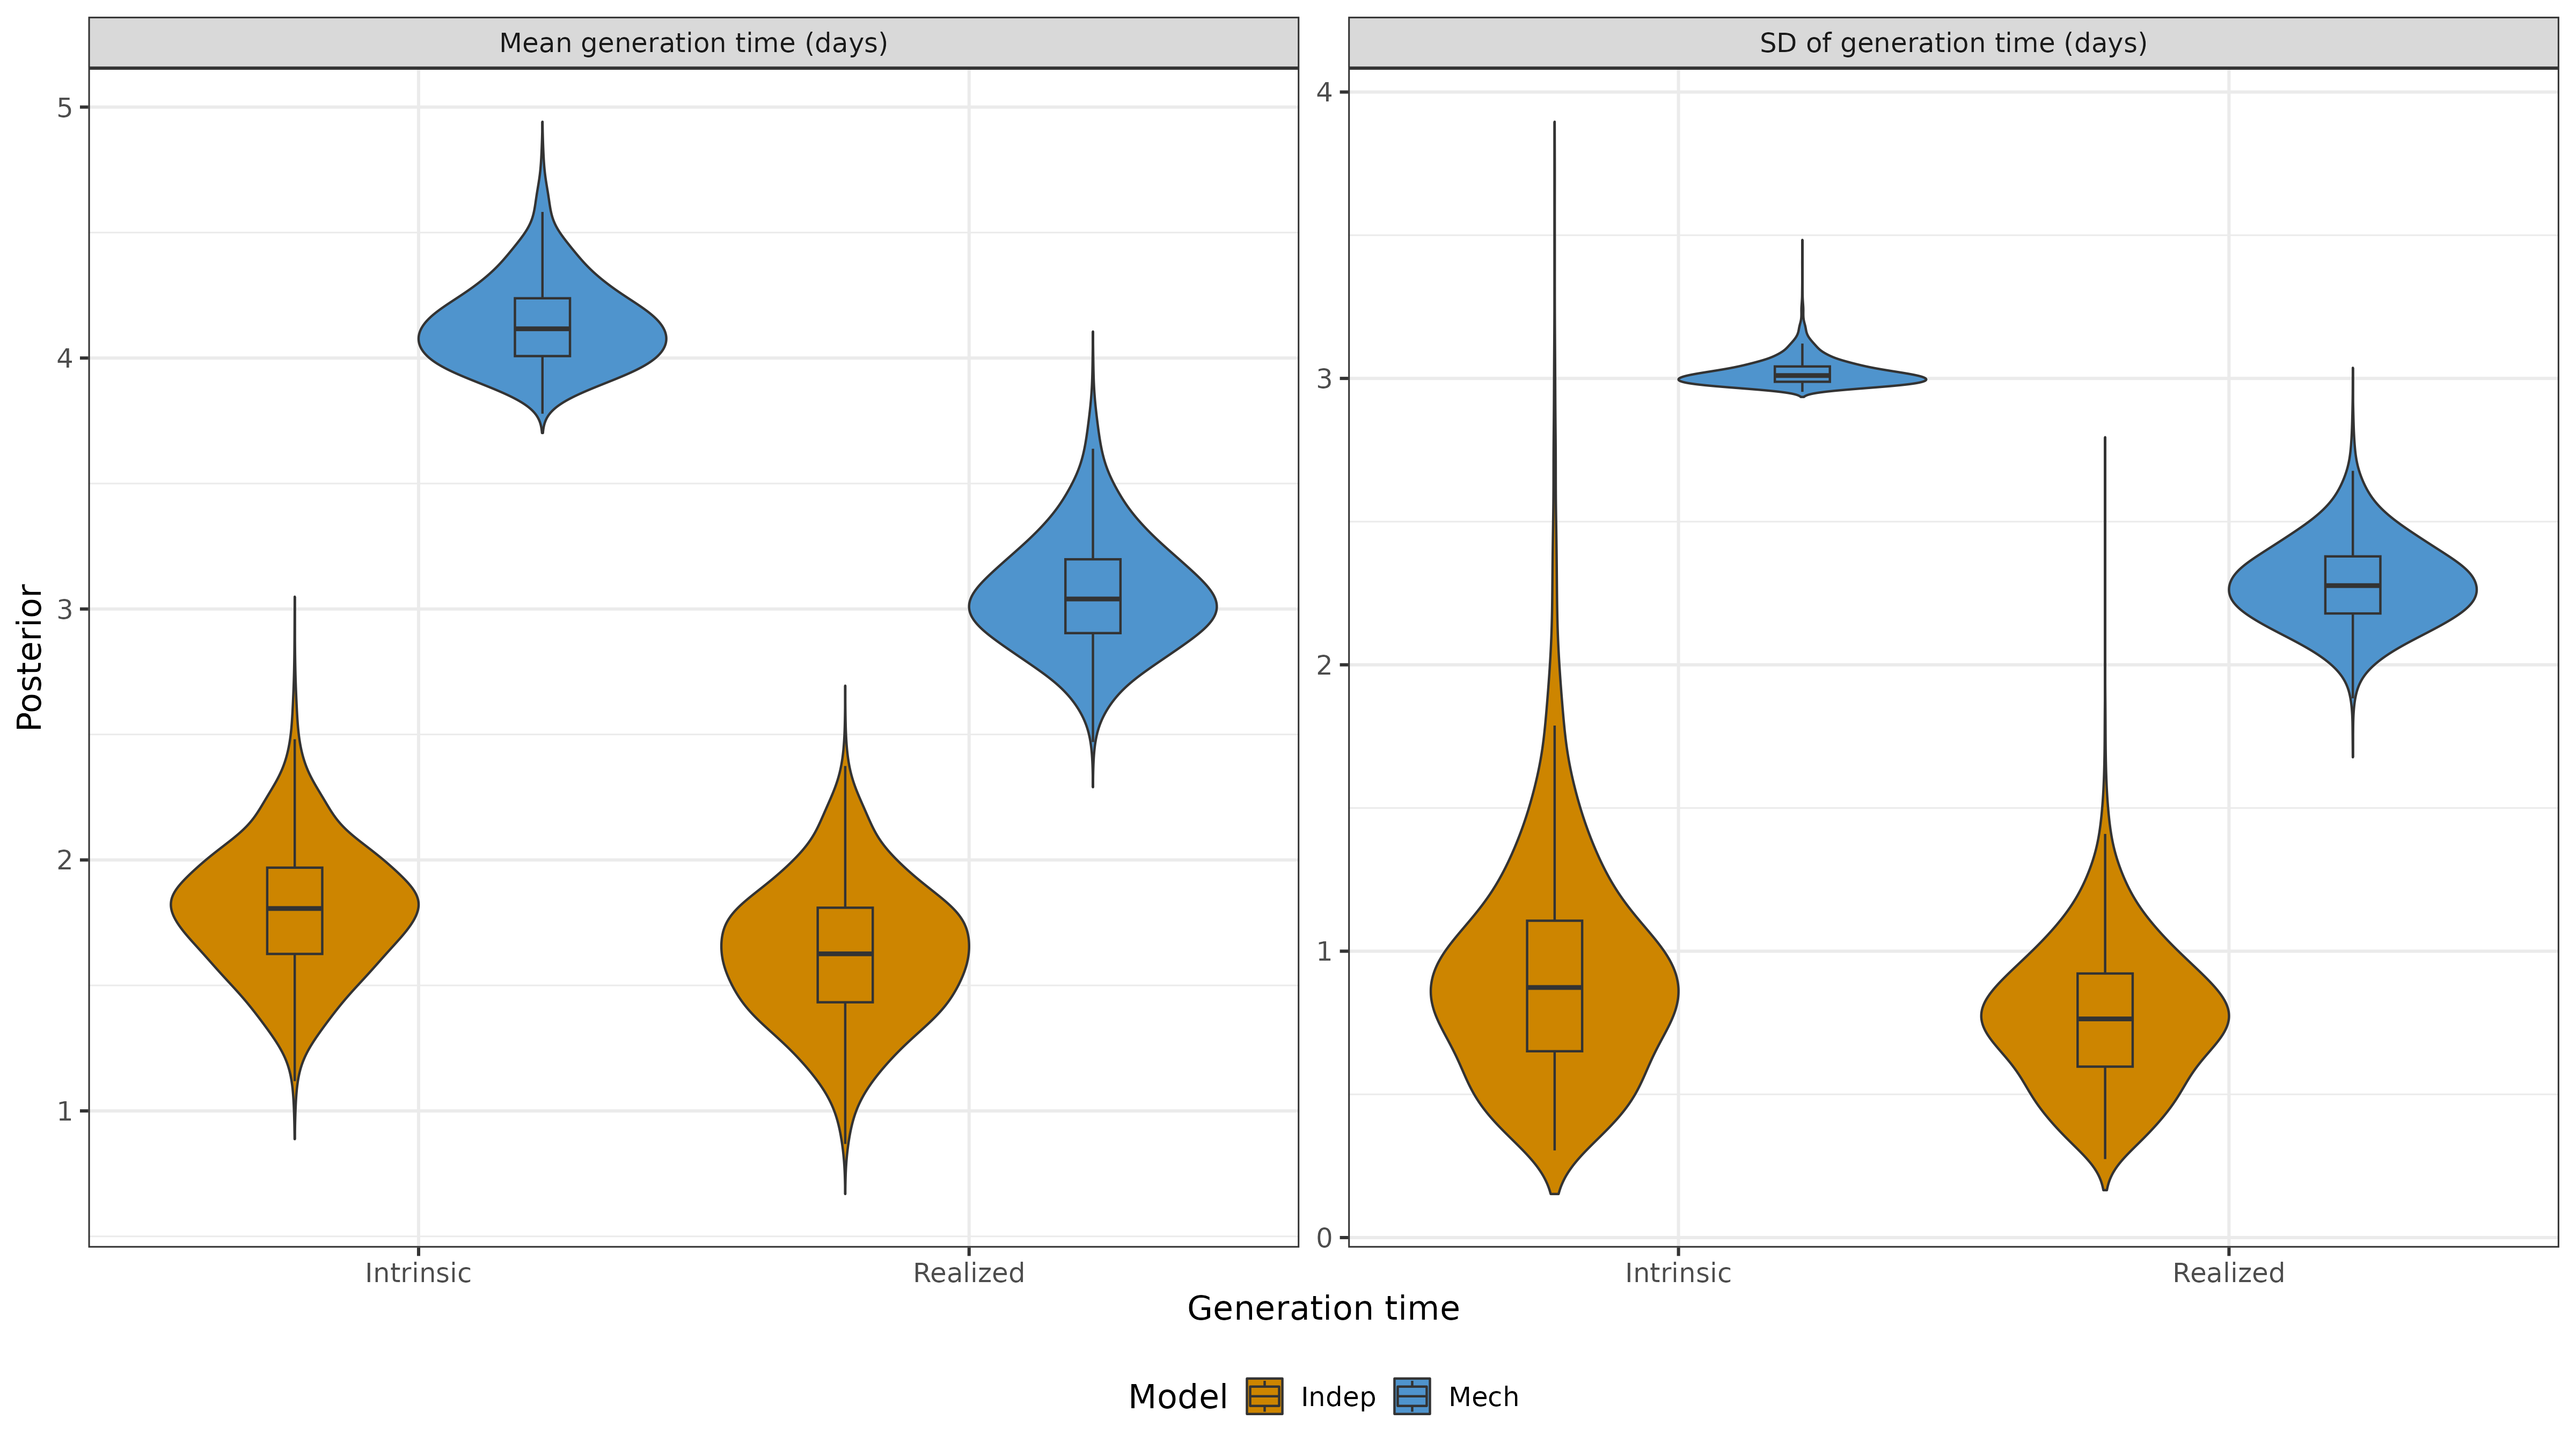 Mean generation time (days)
SD of generation time (days)
Posterior
5
4
3
2
1
4
3
2
1
0
Intrinsic
Realized
Intrinsic
Realized
Generation time
Model Indep Mech